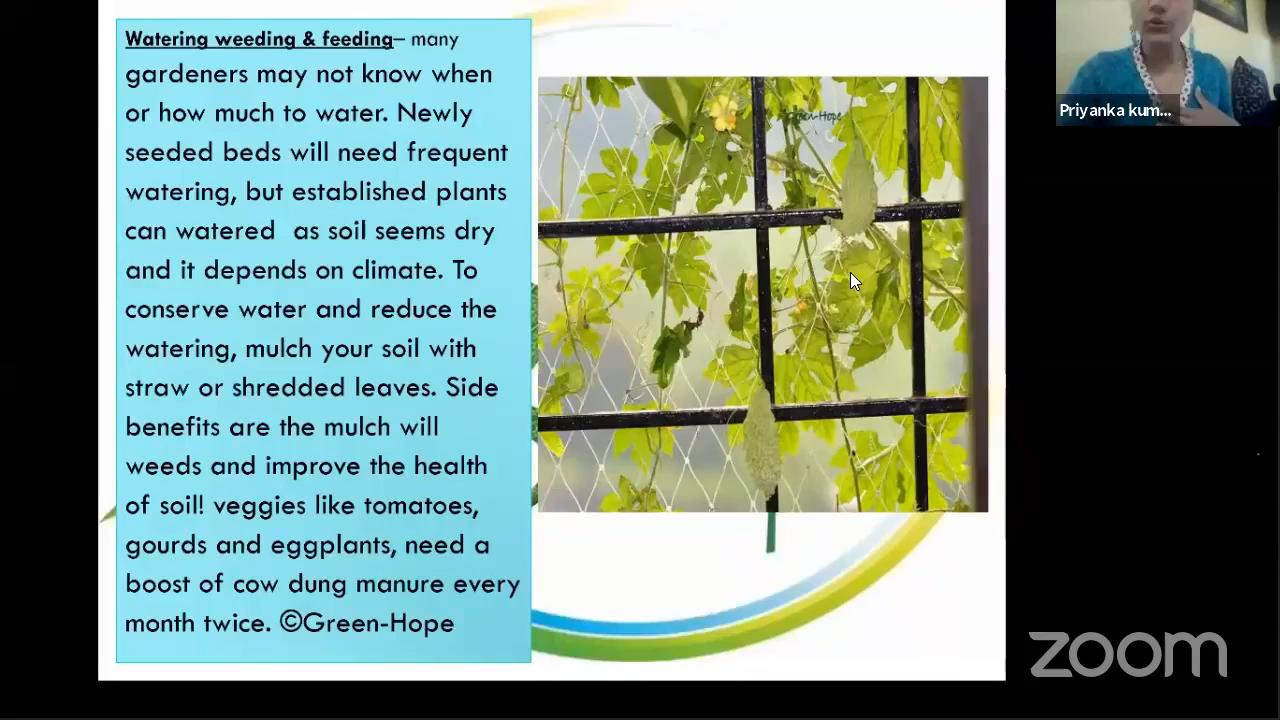 Watering weeding & feeding– many
gardeners may not know when
or how much to water. Newly
seeded beds will need frequent
watering, but established plants
can watered  as soil seems dry
and it depends on climate. To
conserve water and reduce the
watering, mulch your soil with
straw or shredded leaves. Side
benefits are the mulch will
weeds and improve the health
of soil! veggies like tomatoes,
gourds and eggplants, need a
boost of cow dung manure every
month twice. ©Green-Hope
Green-Hope
Priyanka kum...
zoom